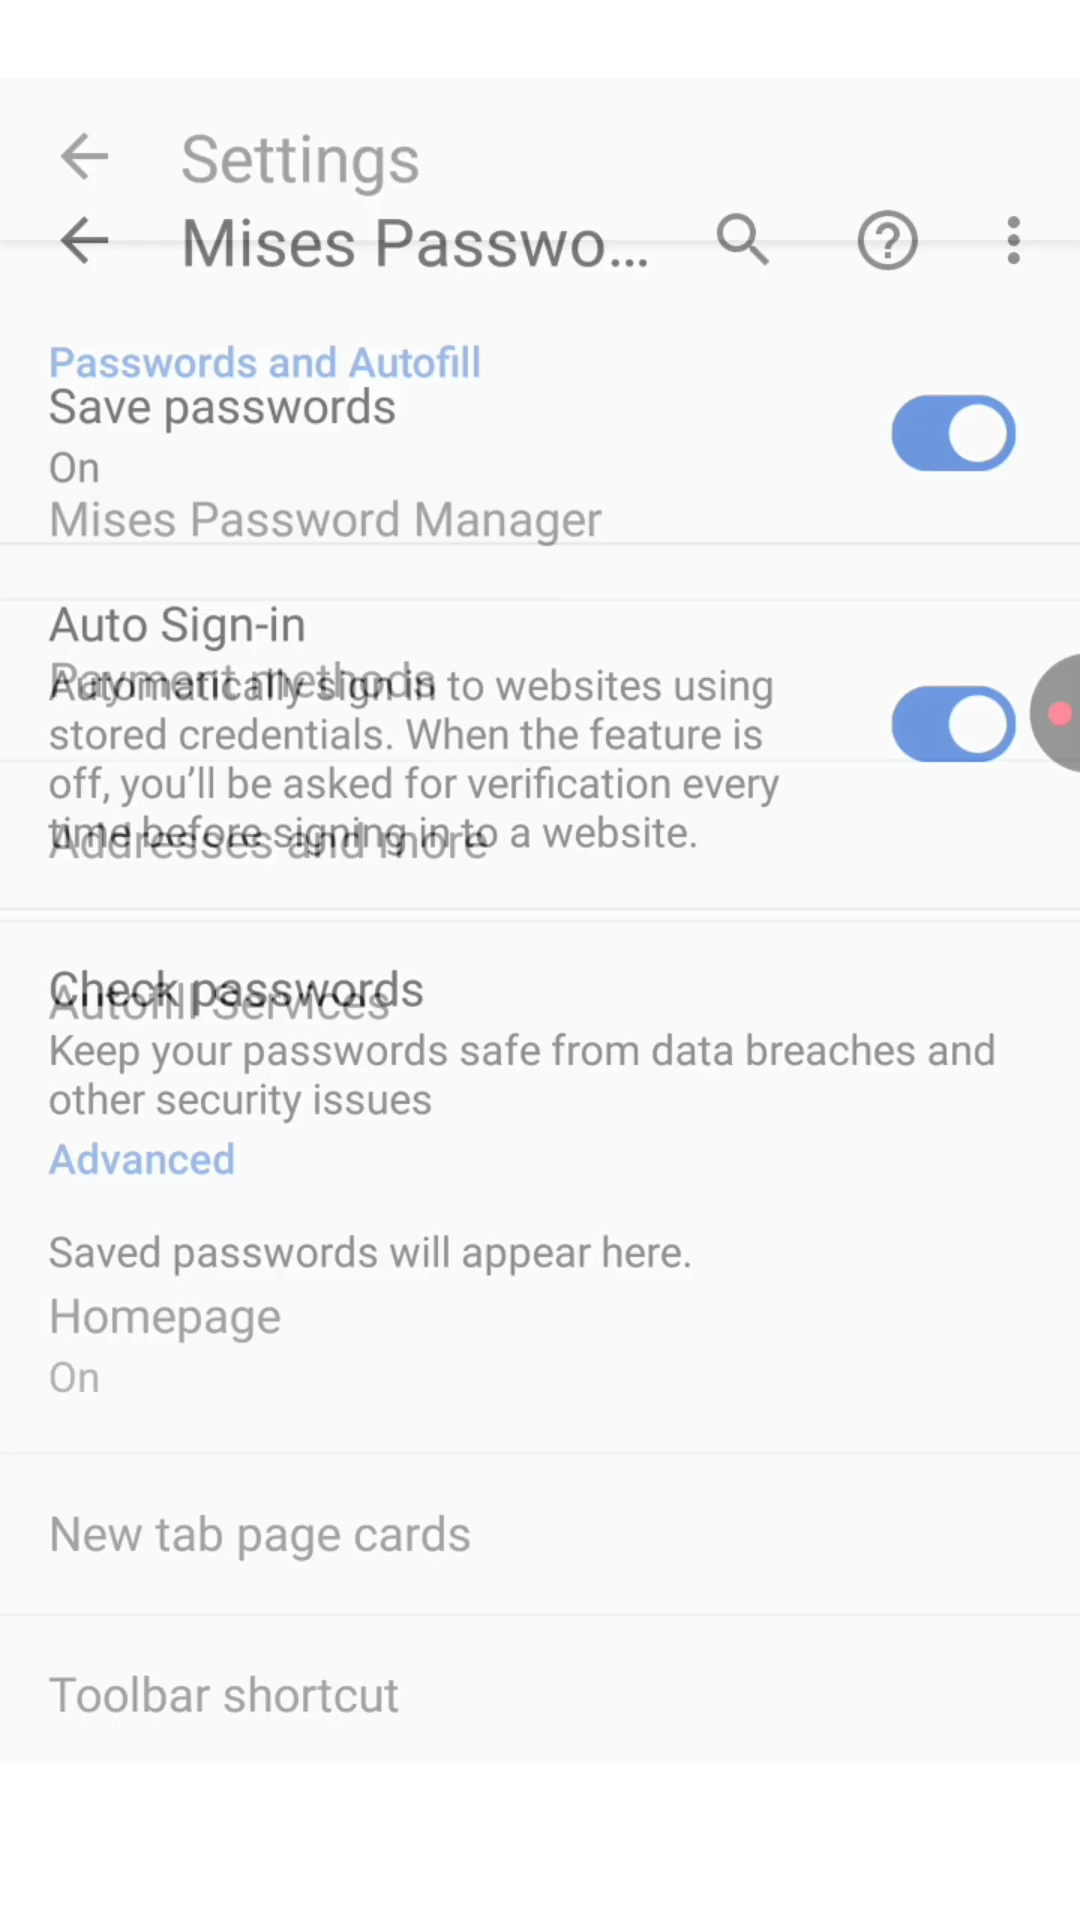 Settings
Mises Passwo...
Passwords and Autofill
Save passwords
On
Mises Password Manager
Auto Sign-in
Payment methods
Automatically sign in to websites using
stored credentials. When the feature is
off, you’ll be asked for verification every
time before signing in to a website.
Addresses and more
Check passwords
Autofill Services
Keep your passwords safe from data breaches and
other security issues
Advanced
Saved passwords will appear here.
Homepage
On
New tab page cards
Toolbar shortcut